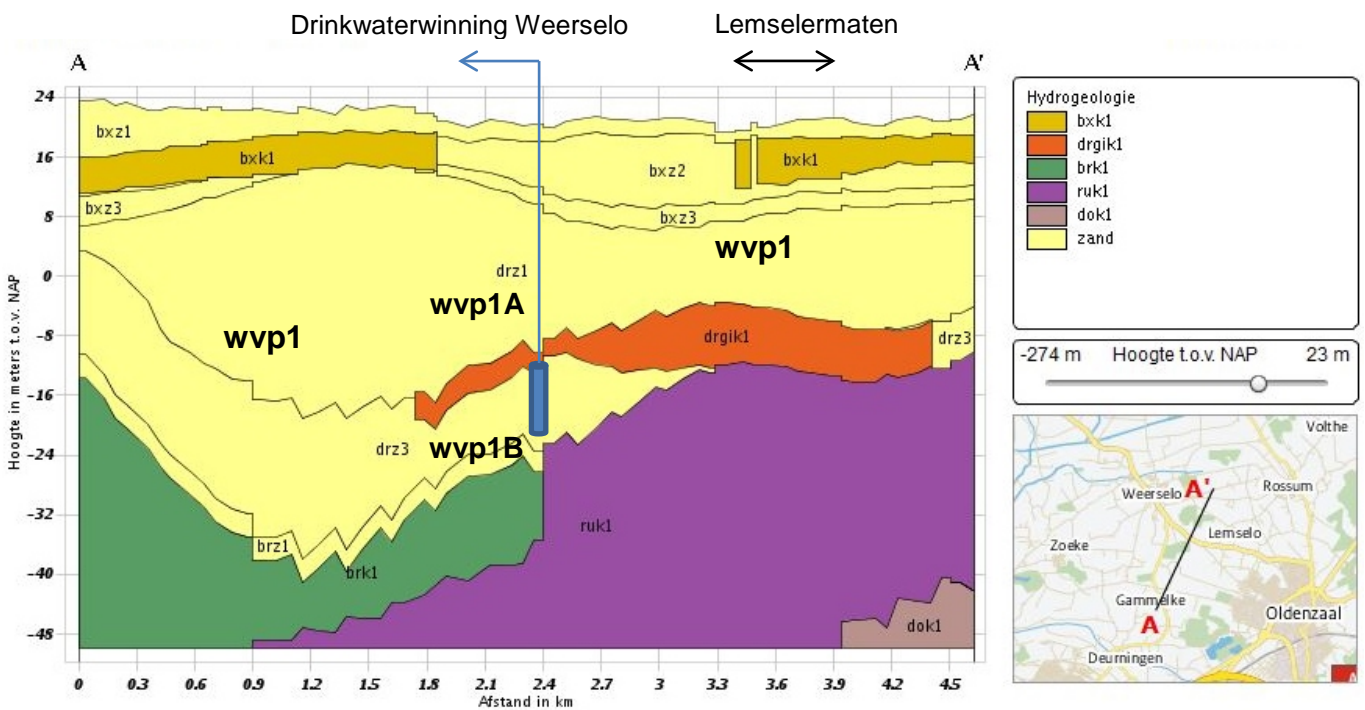 Drinkwaterwinning Weerselo Lemselermaten
A A'
24
16
8
0
-8
-16
-24
-32
-40
-48
Hoogte in meters t.o.v. NAP
bxz1
bxk1
bxz3
bxz2
bxk1
bxz3
wvp1
drz1
wvp1A
wvp1
drgik1
drz3
drz3
wvp1B
brz1
brk1
ruk1
dok1
0 0.3 0.6 0.9 1.2 1.5 1.8 2.1 2.4 2.7 3 3.3 3.6 3.9 4.2 4.5
Afstand in km
Hydrogeologie
bxk1
drgik1
brk1
ruk1
dok1
zand
-274 m Hoogte t.o.v. NAP 23 m
Volthe
Weerselo A' Rossum
Lemselo
Zoeke
Gammelke
Oldenzaal
A
Deurningen